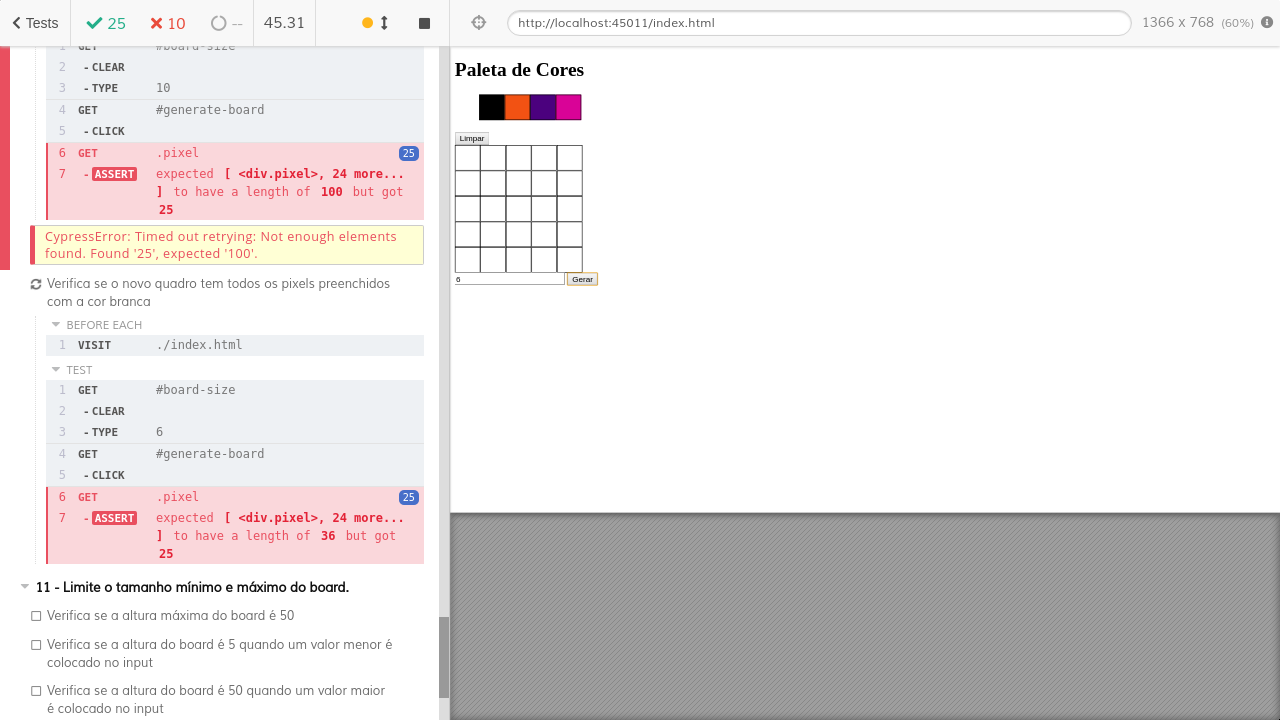 Tests 25 10 -- 45.31
http://localhost:45011/index.html 1366 x 768 (60%)
1 GET #board-size
2 -CLEAR
3 -TYPE 10
4 GET #generate-board
5 -CLICK
6 GET .pixel 25
7 -ASSERT expected [ <div.pixel>, 24 more...
] to have a length of 100 but got
25
CypressError: Timed out retrying: Not enough elements
found. Found '25', expected '100'.
Verifica se o novo quadro tem todos os pixels preenchidos
com a cor branca
BEFORE EACH
1 VISIT ./index.html
TEST
1 GET #board-size
2 -CLEAR
3 -TYPE 6
4 GET #generate-board
5 -CLICK
6 GET .pixel 25
7 -ASSERT expected [ <div.pixel>, 24 more...
] to have a length of 36 but got
25
11 - Limite o tamanho mínimo e máximo do board.
Verifica se a altura máxima do board é 50
Verifica se a altura do board é 5 quando um valor menor é
colocado no input
Verifica se a altura do board é 50 quando um valor maior
é colocado no input
Paleta de Cores
Limpar
6 Gerar